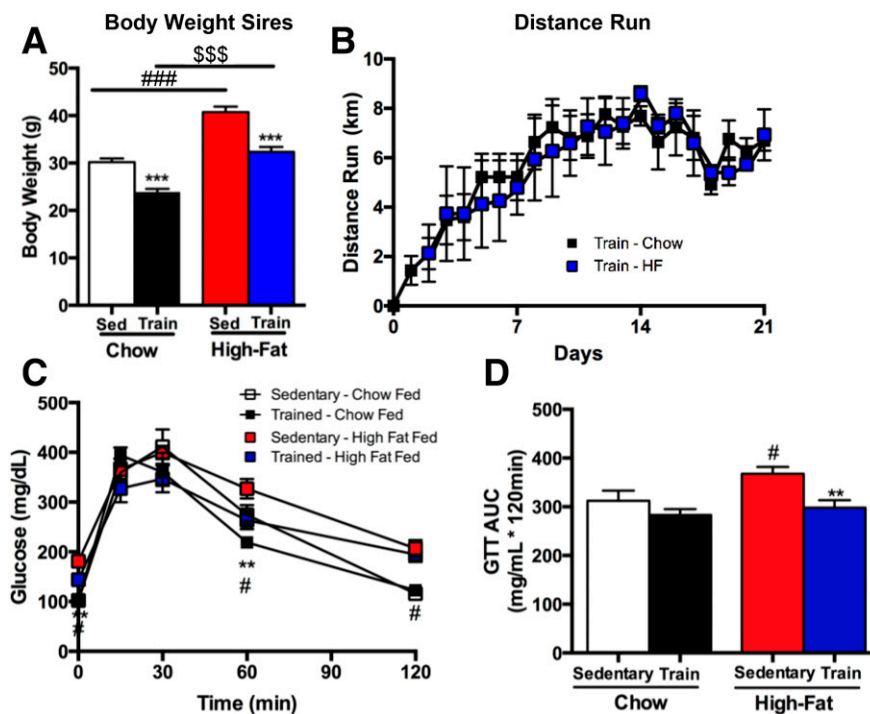 Body Weight Sires
A
$$$
###
***
***
50
40
30
20
10
0
Body Weight (g)
Sed Train Sed Train
Chow High-Fat
Distance Run
B
10
8
6
4
2
0
Distance Run (km)
Train - Chow
Train - HF
0 7 14 21
Days
C
Sedentary - Chow Fed
Trained - Chow Fed
Sedentary - High Fat Fed
Trained - High Fat Fed
500
400
300
200
100
0
Glucose (mg/dL)
**
#
**
#
#
0 30 60 90 120
Time (min)
D
500
400
300
200
100
0
GTT AUC
(mg/mL* 120min)
#
**
Sedentary Train Sedentary Train
Chow High-Fat